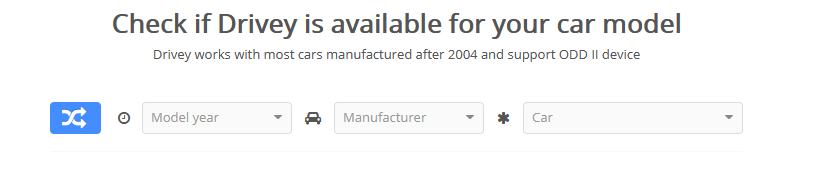 Check if Drivey is available for your car model
Drivey works with most cars manufactured after 2004 and support ODD II device
Model year
Manufacturer
Car